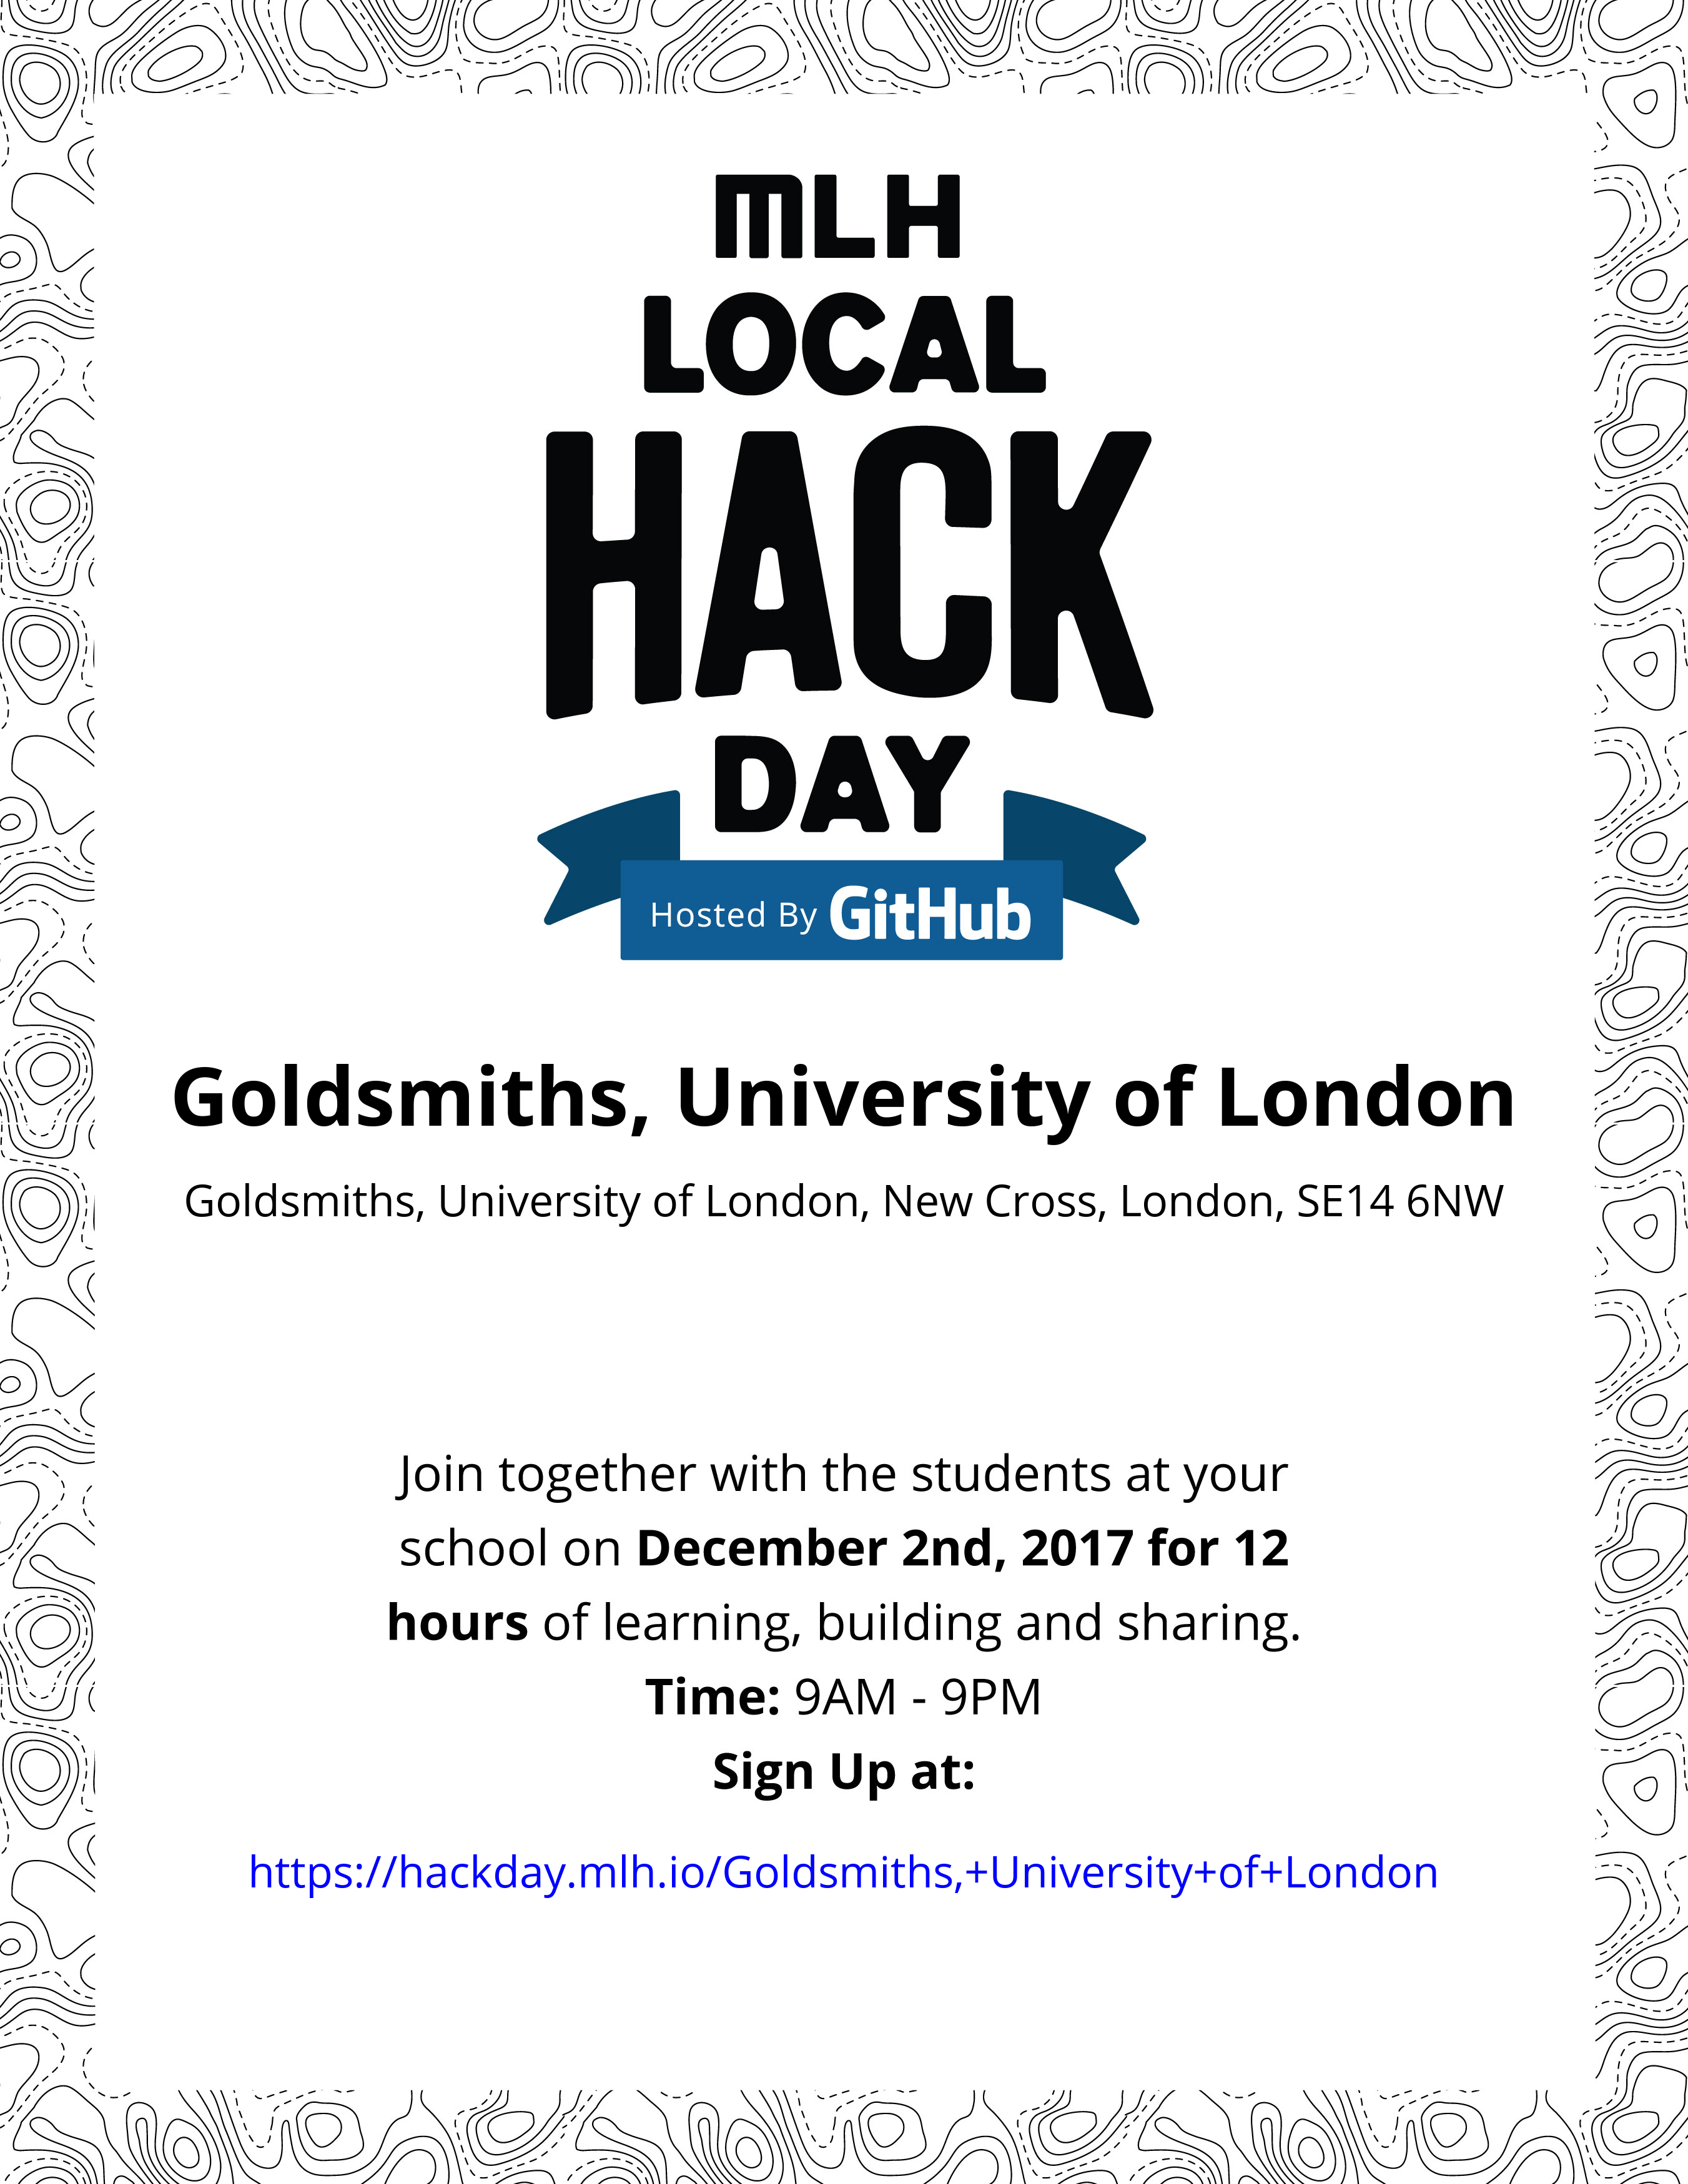 MLH
LOCAL
HACK
DAY
Hosted By GitHub
Goldsmiths, University of London
Goldsmiths, University of London, New Cross, London, SE14 6NW
Join together with the students at your
school on December 2nd, 2017 for 12
hours of learning, building and sharing.
Time: 9AM - 9PM
Sign Up at:
https://hackday.mlh.io/Goldsmiths,+University+of+London